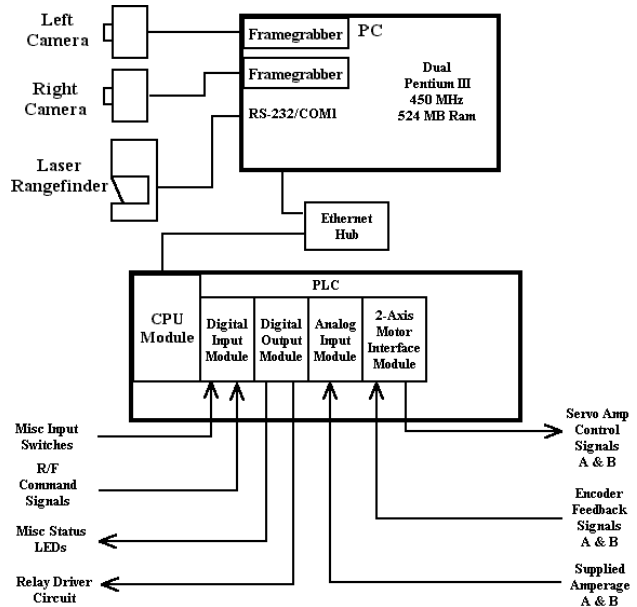 Left
Camera
Right
Camera
Laser
Rangefinder
Framegrabber
PC
Framegrabber
RS-232/COM1
Dual
Pentium III
450 MHz
524 MB Ram
Ethernet
Hub
PLC
CPU
Module
Digital
Input
Module
Digital
Output
Module
Analog
Input
Module
2-Axis
Motor
Interface
Module
Misc Input
Switches
R/F
Command
Signals
Misc Status
LEDs
Relay Driver
Circuit
Servo Amp
Control
Signals
A & B
Encoder
Feedback
Signals
A & B
Supplied
Amperage
A & B